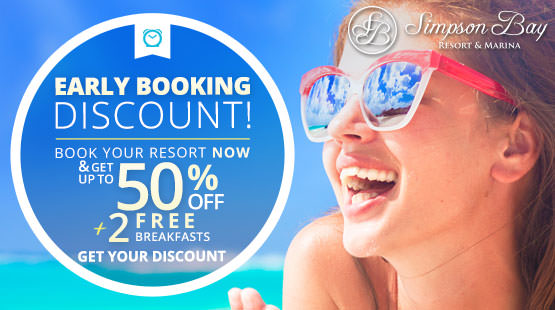 Simpson Bay
RESORT & MARINA
EARLY BOOKING
DISCOUNT!
BOOK YOUR RESORT NOW
& GET
UP TO
50%
OFF
+2 FREE
BREAKFASTS
GET YOUR DISCOUNT